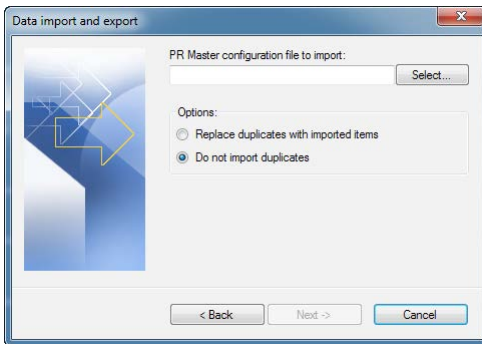 Data import and export
PR Master configuration file to import:
Select...
Options:
Replace duplicates with imported items
Do not import duplicates
< Back
Next ->
Cancel